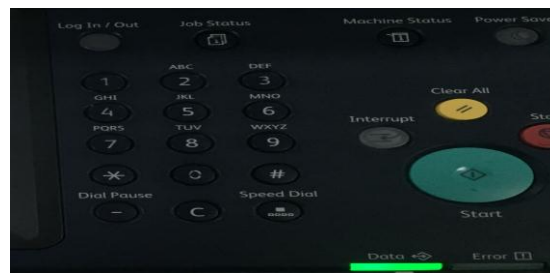 Log In / Out Job Status Machine Status Power Save
ABC DEF
1 2 3
Clear All
GHI JKL MNO
4 5 6
Interrupt
PQRS TUV WXYZ
7 8 9
* 0 #
Dial Pause Speed Dial
- C
Start
Data Error